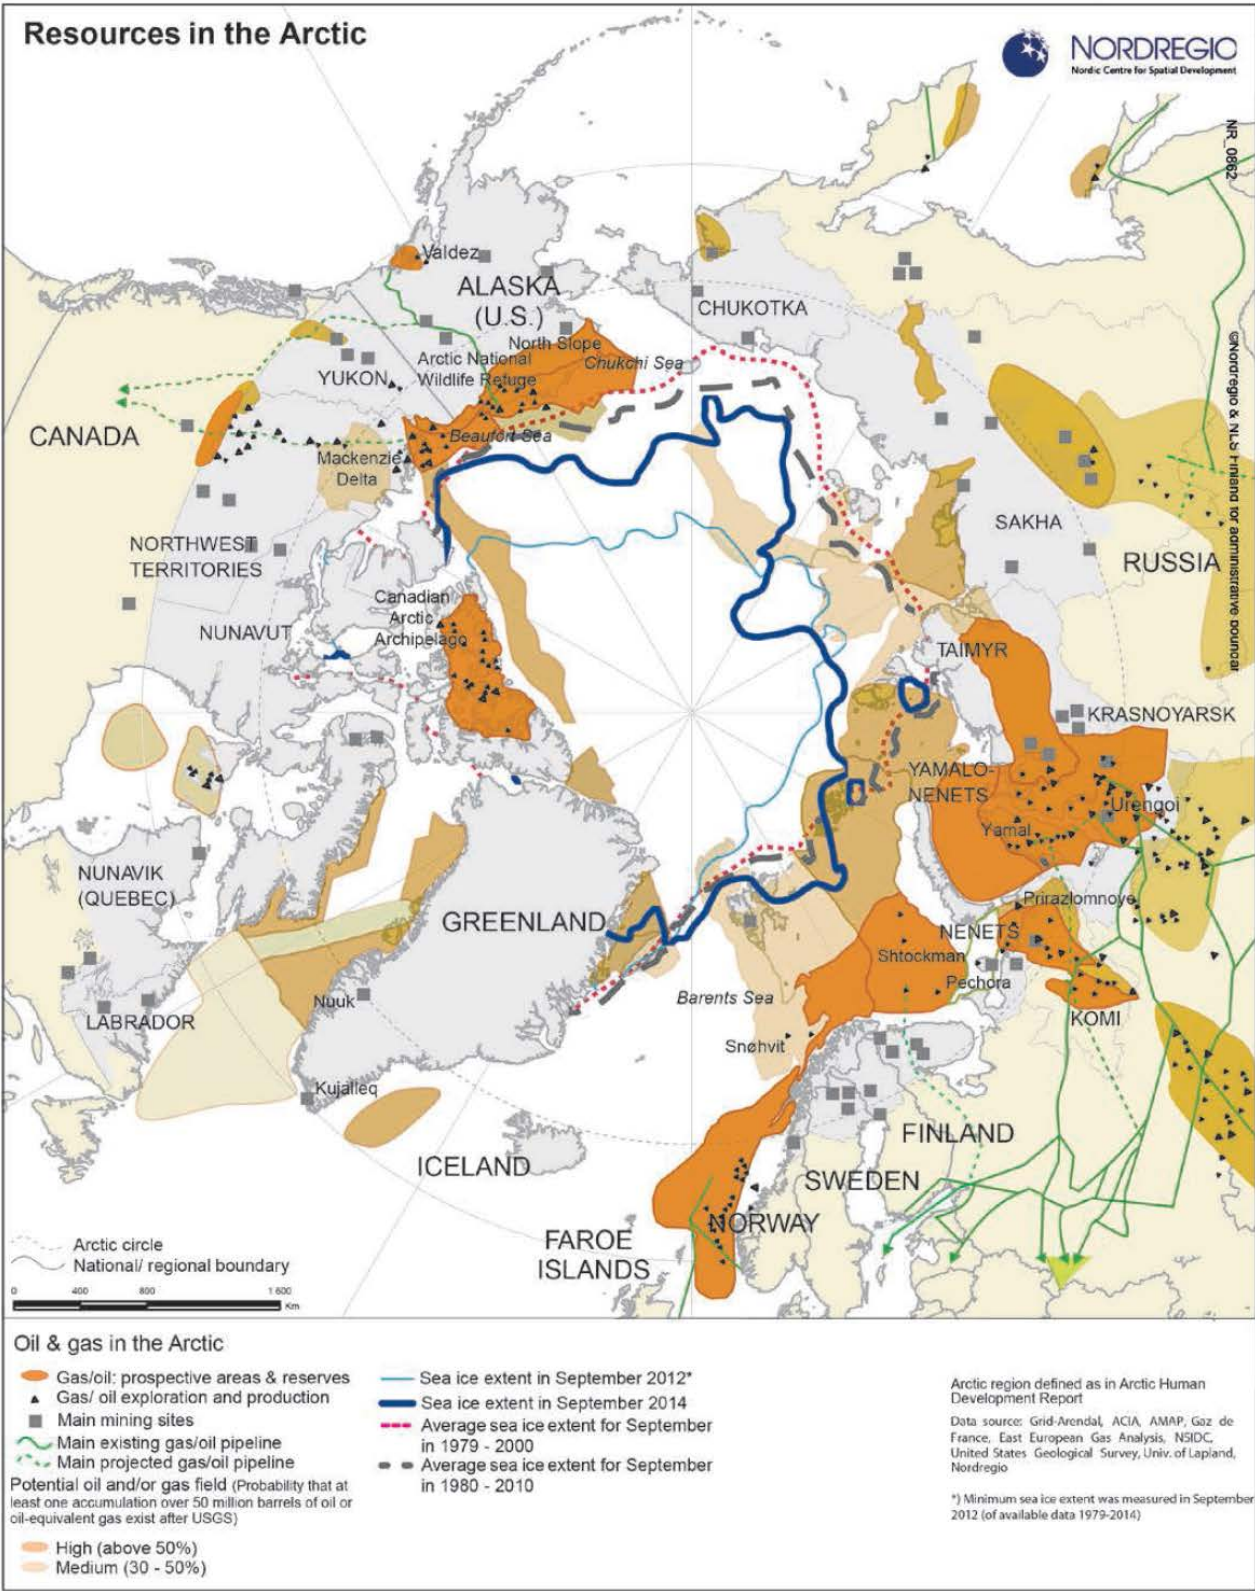 Resources in the Arctic
NORDREGIO
Nordic Centre for Spatial Development
NR_0862
Valdez
ALASKA
(U.S.)
CHUKOTKA
North Slope
Chukchi Sea
Arctic National
Wildlife Refuge
YUKON
CANADA
Beaufort Sea
Mackenzie
Delta
SAKHA
RUSSIA
NORTHWEST
TERRITORIES
Canadian
Arctic
Archipelago
NUNAVUT
TAIMYR
KRASNOYARSK
YAMALO-
NENETS
Urengoi
Yamal
NUNAVIK
(QUEBEC)
Prirazlomnoye
GREENLAND
NENETS
Shtockman
Pechora
Barents Sea
Nuuk
LABRADOR
KOMI
Snøhvit
Kujalleq
FINLAND
ICELAND
SWEDEN
NORWAY
FAROE
ISLANDS
©Nordregio & NLS Finland for administrative
Arctic circle
National/ regional boundary
0 400 800 1 600
Km
Oil & gas in the Arctic
Gas/oil: prospective areas & reserves
Gas/ oil exploration and production
Main mining sites
Main existing gas/oil pipeline
Main projected gas/oil pipeline
Potential oil and/or gas field (Probability that at
least one accumulation over 50 million barrels of oil or
oil-equivalent gas exist after USGS)
High (above 50%)
Medium (30 - 50%)
Sea ice extent in September 2012*
Sea ice extent in September 2014
Average sea ice extent for September
in 1979 - 2000
Average sea ice extent for September
in 1980 - 2010
Arctic region defined as in Arctic Human
Development Report
Data source: Grid-Arendal, ACIA, AMAP, Gaz de
France, East European Gas Analysis, NSIDC,
United States Geological Survey, Univ. of Lapland,
Nordregio
*) Minimum sea ice extent was measured in September
2012 (of available data 1979-2014)